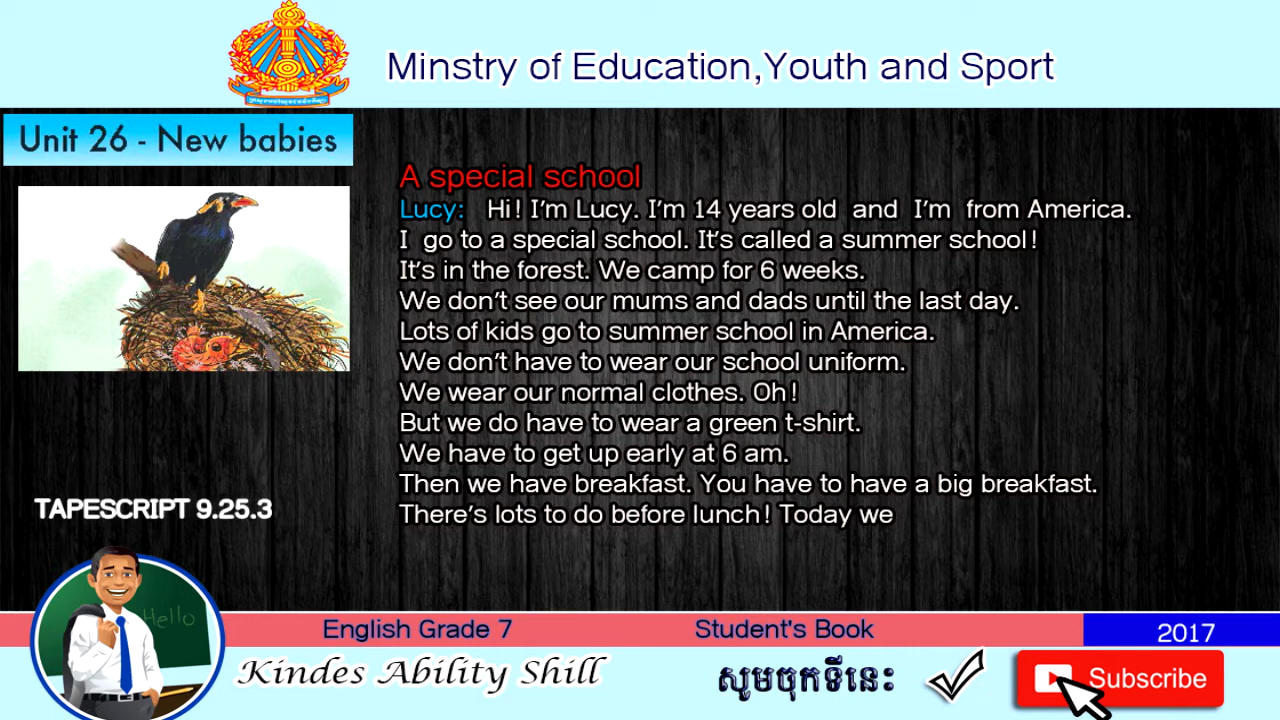 Minstry of Education,Youth and Sport
Unit 26 - New babies
A special school
Lucy: Hi! I'm Lucy. I'm 14 years old and I'm from America.
I go to a special school. It's called a summer school!
It's in the forest. We camp for 6 weeks.
We don't see our mums and dads until the last day.
Lots of kids go to summer school in America.
We don't have to wear our school uniform.
We wear our normal clothes. Oh!
But we do have to wear a green t-shirt.
We have to get up early at 6 am.
Then we have breakfast. You have to have a big breakfast.
There's lots to do before lunch! Today we
TAPESCRIPT 9.25.3
Hello
English Grade 7
Student's Book
2017
Kindes Ability Shill
សូមចុកទីនេះ
Subscribe